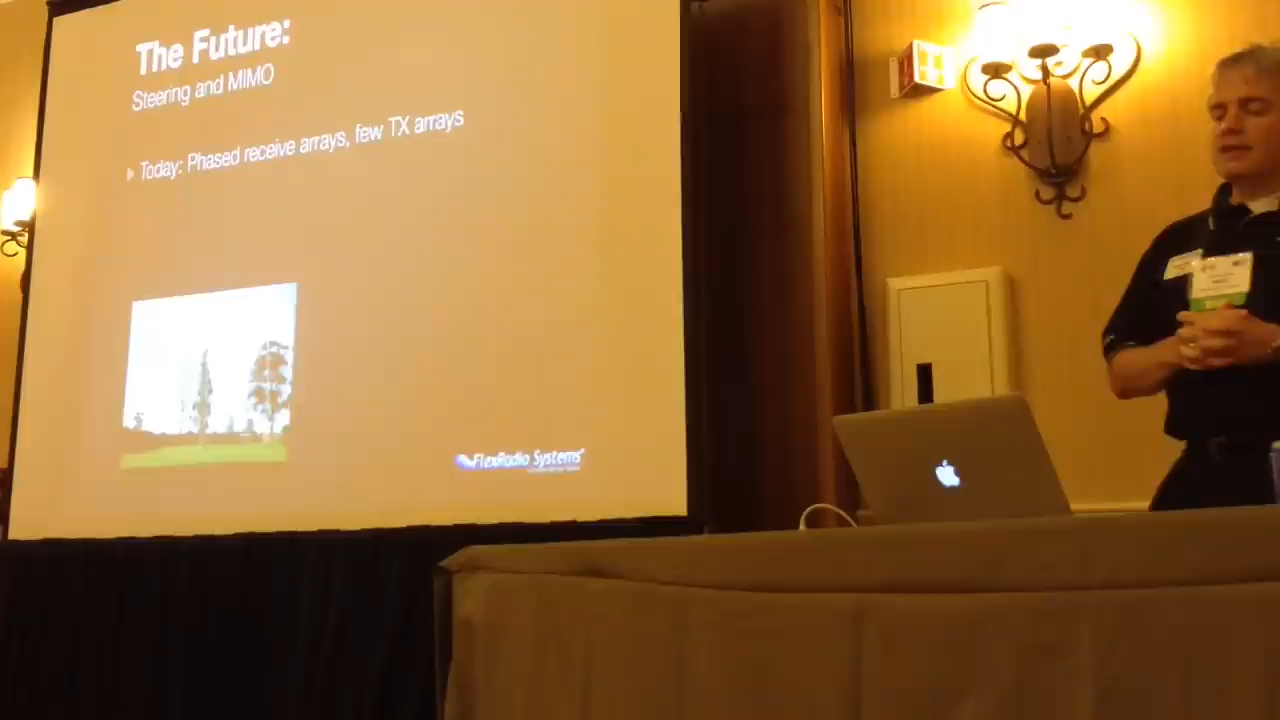 The Future:
Steering and MIMO
Today: Phased receive arrays, few TX arrays
FlexRadio Systems